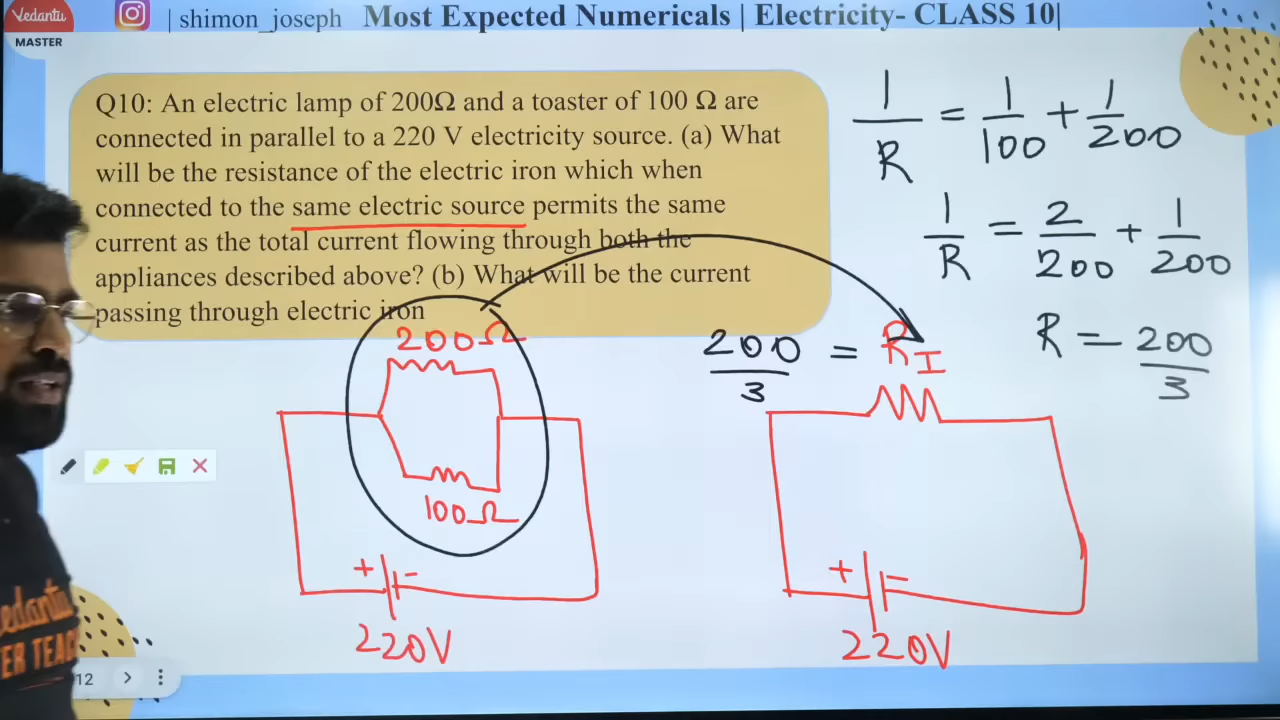 Vedantu
MASTER
| shimon_joseph Most Expected Numericals | Electricity- CLASS 10|
Q10: An electric lamp of 200Ω and a toaster of 100 Ω are
connected in parallel to a 220 V electricity source. (a) What
will be the resistance of the electric iron which when
connected to the same electric source permits the same
current as the total current flowing through both the
appliances described above? (b) What will be the current
passing through electric iron
1/R = 1/100 + 1/200
1/R = 2/200 + 1/200
R = 200/3
200/3 = R_I
200Ω
100Ω
+ -
220V
+ -
220V
edantu
ER TEA
12